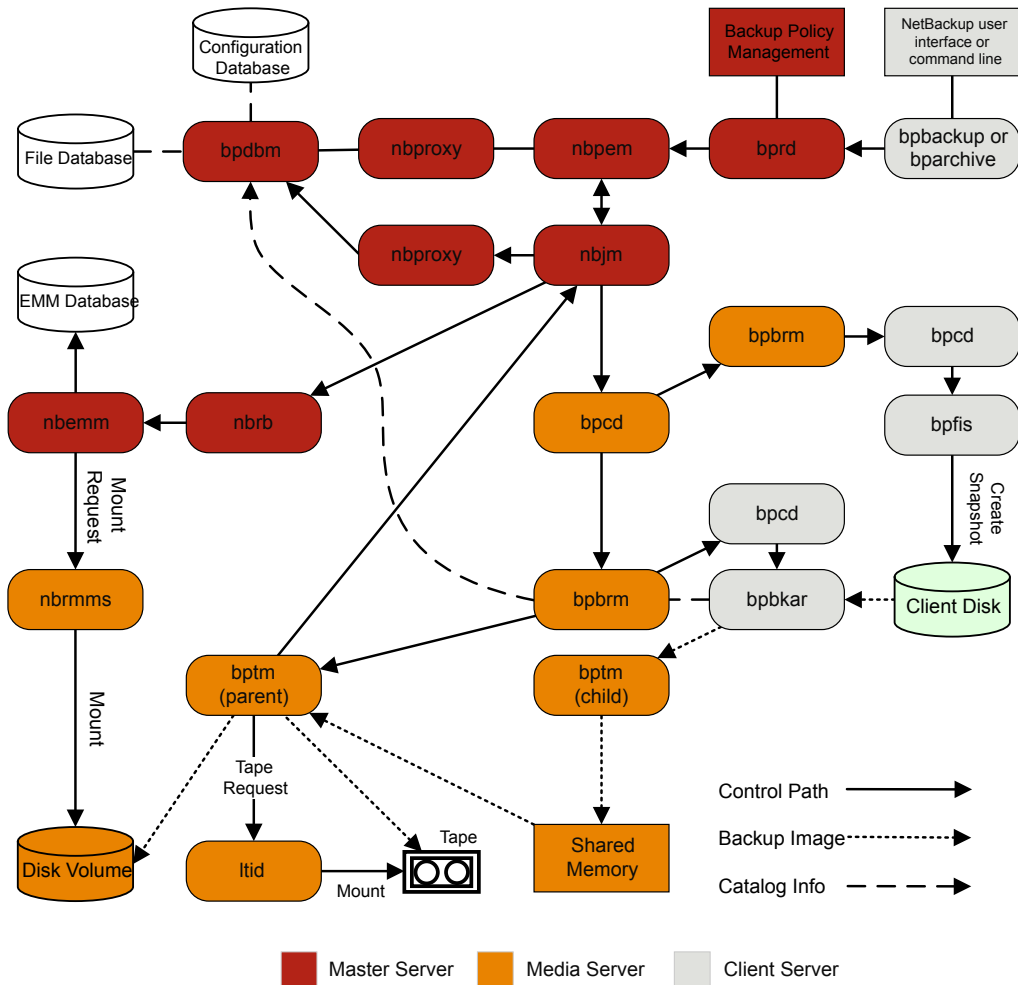 Configuration
Database
Backup Policy
Management
NetBackup user
interface or
command line
File Database
bpdbm
nbproxy
nbpem
bprd
bpbackup or
bparchive
nbproxy
nbjm
EMM Database
bpbrm
bpcd
nbemm
nbrb
bpcd
bpfis
Mount
Request
Create
Snapshot
bpcd
nbrmms
bpbrm
bpbkar
Client Disk
bptm
(parent)
bptm
(child)
Mount
Tape
Request
Control Path
Disk Volume
ltid
Mount
Tape
Shared
Memory
Backup Image
Catalog Info
Master Server
Media Server
Client Server